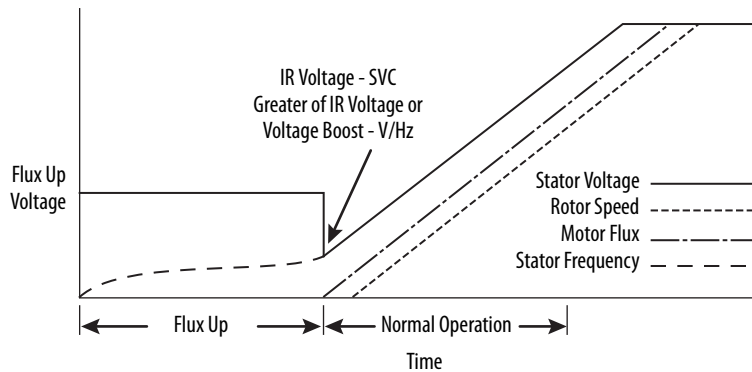 IR Voltage - SVC
Greater of IR Voltage or
Voltage Boost - V/Hz
Flux Up
Voltage
Stator Voltage
Rotor Speed
Motor Flux
Stator Frequency
Flux Up
Normal Operation
Time